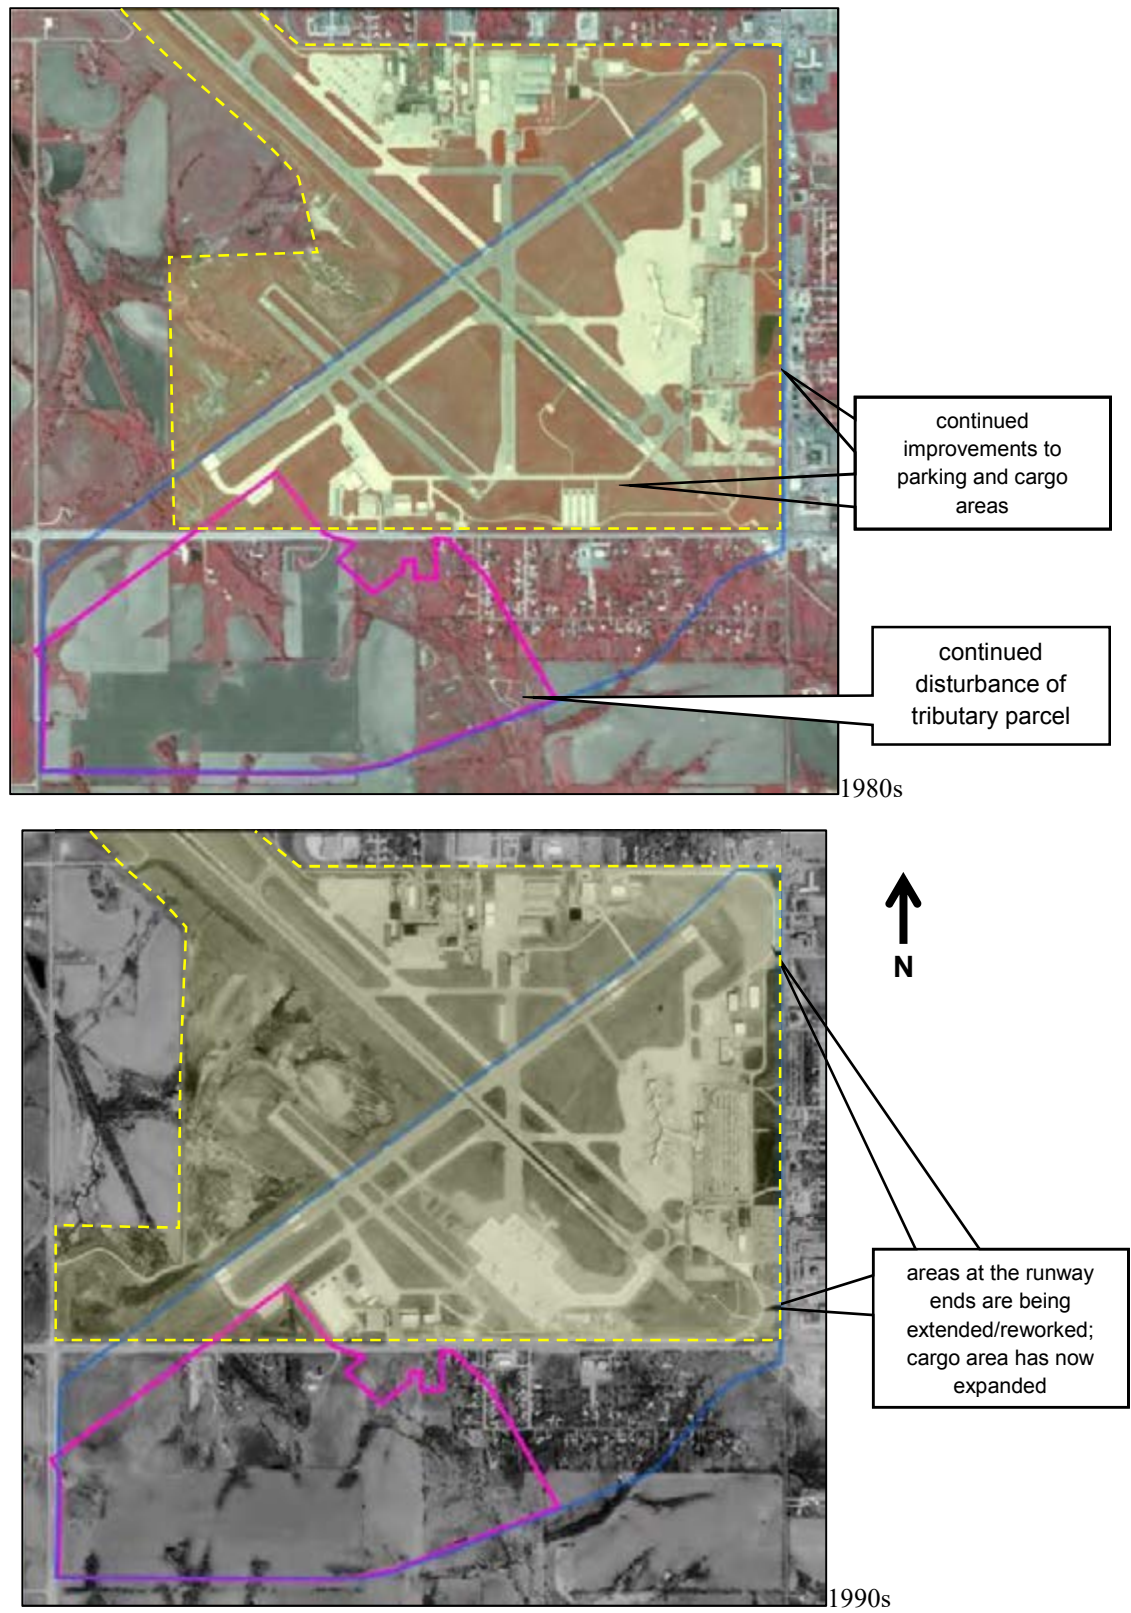 continued
improvements to
parking and cargo
areas
continued
disturbance of
tributary parcel
1980s
N
areas at the runway
ends are being
extended/reworked;
cargo area has now
expanded
1990s